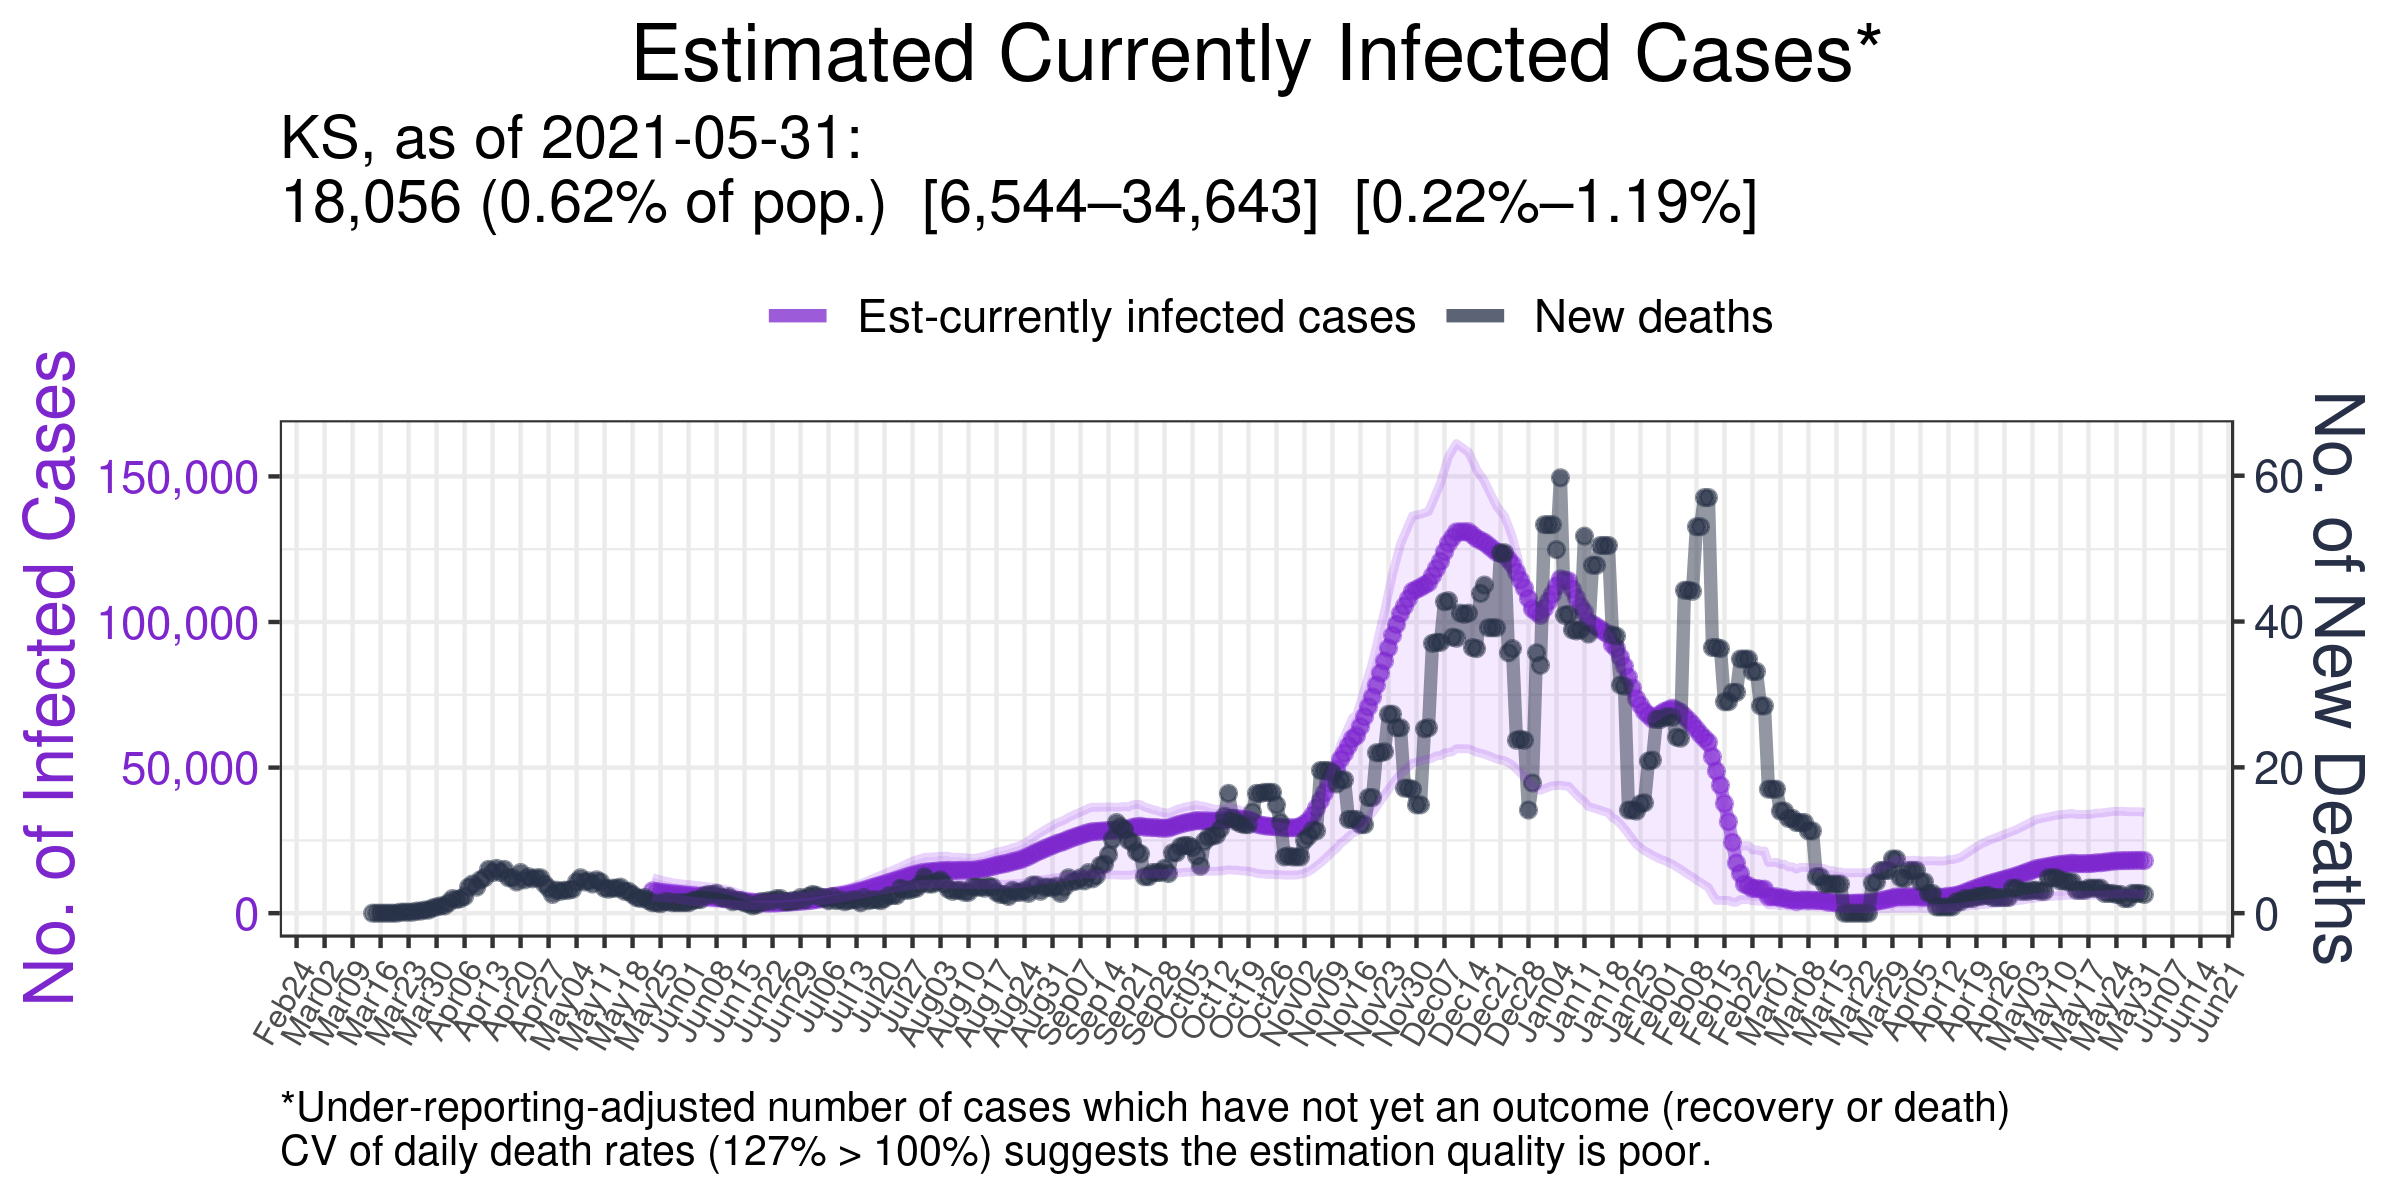 Estimated Currently Infected Cases*
KS, as of 2021-05-31:
18,056 (0.62% of pop.) [6,544–34,643] [0.22%–1.19%]
Est-currently infected cases
New deaths
No. of Infected Cases
150,000
100,000
50,000
0
60
40
20
0
No. of New Deaths
Feb24
Mar02
Mar09
Mar16
Mar23
Mar30
Apr06
Apr13
Apr20
Apr27
May04
May11
May18
May25
Jun01
Jun08
Jun15
Jun22
Jun29
Jul06
Jul13
Jul20
Jul27
Aug03
Aug10
Aug17
Aug24
Aug31
Sep07
Sep14
Sep21
Sep28
Oct05
Oct12
Oct19
Oct26
Nov02
Nov09
Nov16
Nov23
Nov30
Dec07
Dec14
Dec21
Dec28
Jan04
Jan11
Jan18
Jan25
Feb01
Feb08
Feb15
Feb22
Mar01
Mar08
Mar15
Mar22
Mar29
Apr05
Apr12
Apr19
Apr26
May03
May10
May17
May24
May31
Jun07
Jun14
Jun21
*Under-reporting-adjusted number of cases which have not yet an outcome (recovery or death)
CV of daily death rates (127% > 100%) suggests the estimation quality is poor.